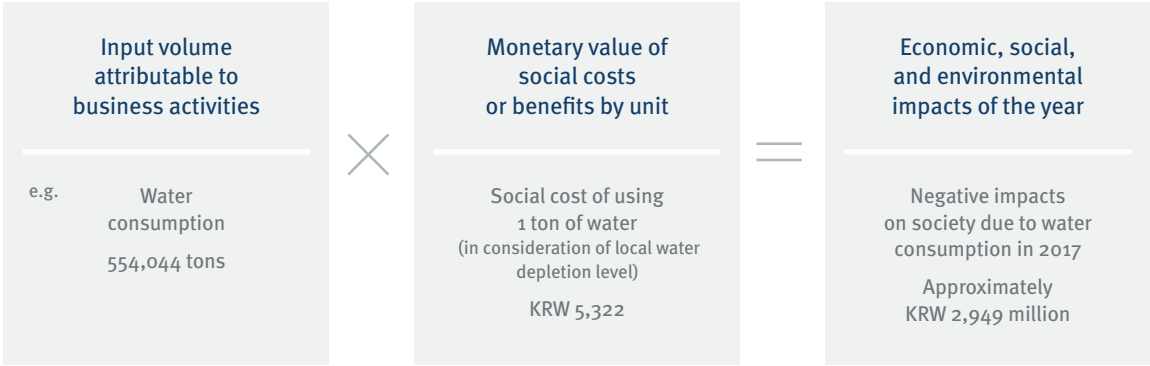 Input volume
attributable to
business activities
e.g.
Water
consumption
554,044 tons
Monetary value of
social costs
or benefits by unit
Social cost of using
1 ton of water
(in consideration of local water
depletion level)
KRW 5,322
Economic, social,
and environmental
impacts of the year
Negative impacts
on society due to water
consumption in 2017
Approximately
KRW 2,949 million